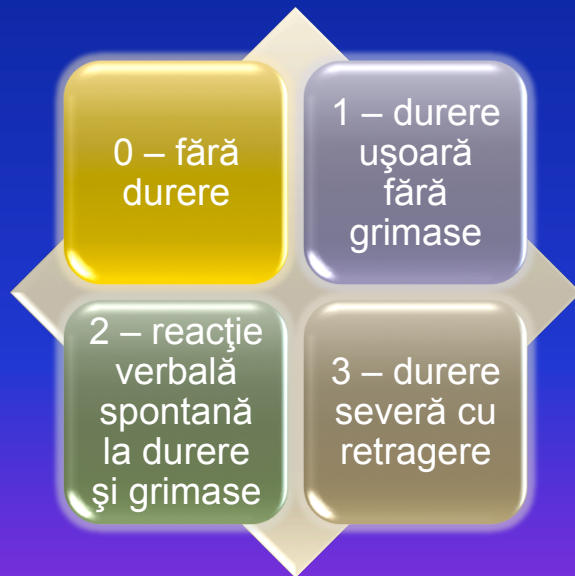 0 – fără
durere
1 – durere
uşoară
fără
grimase
2 – reacţie
verbală
spontană
la durere
şi grimase
3 – durere
severă cu
retragere